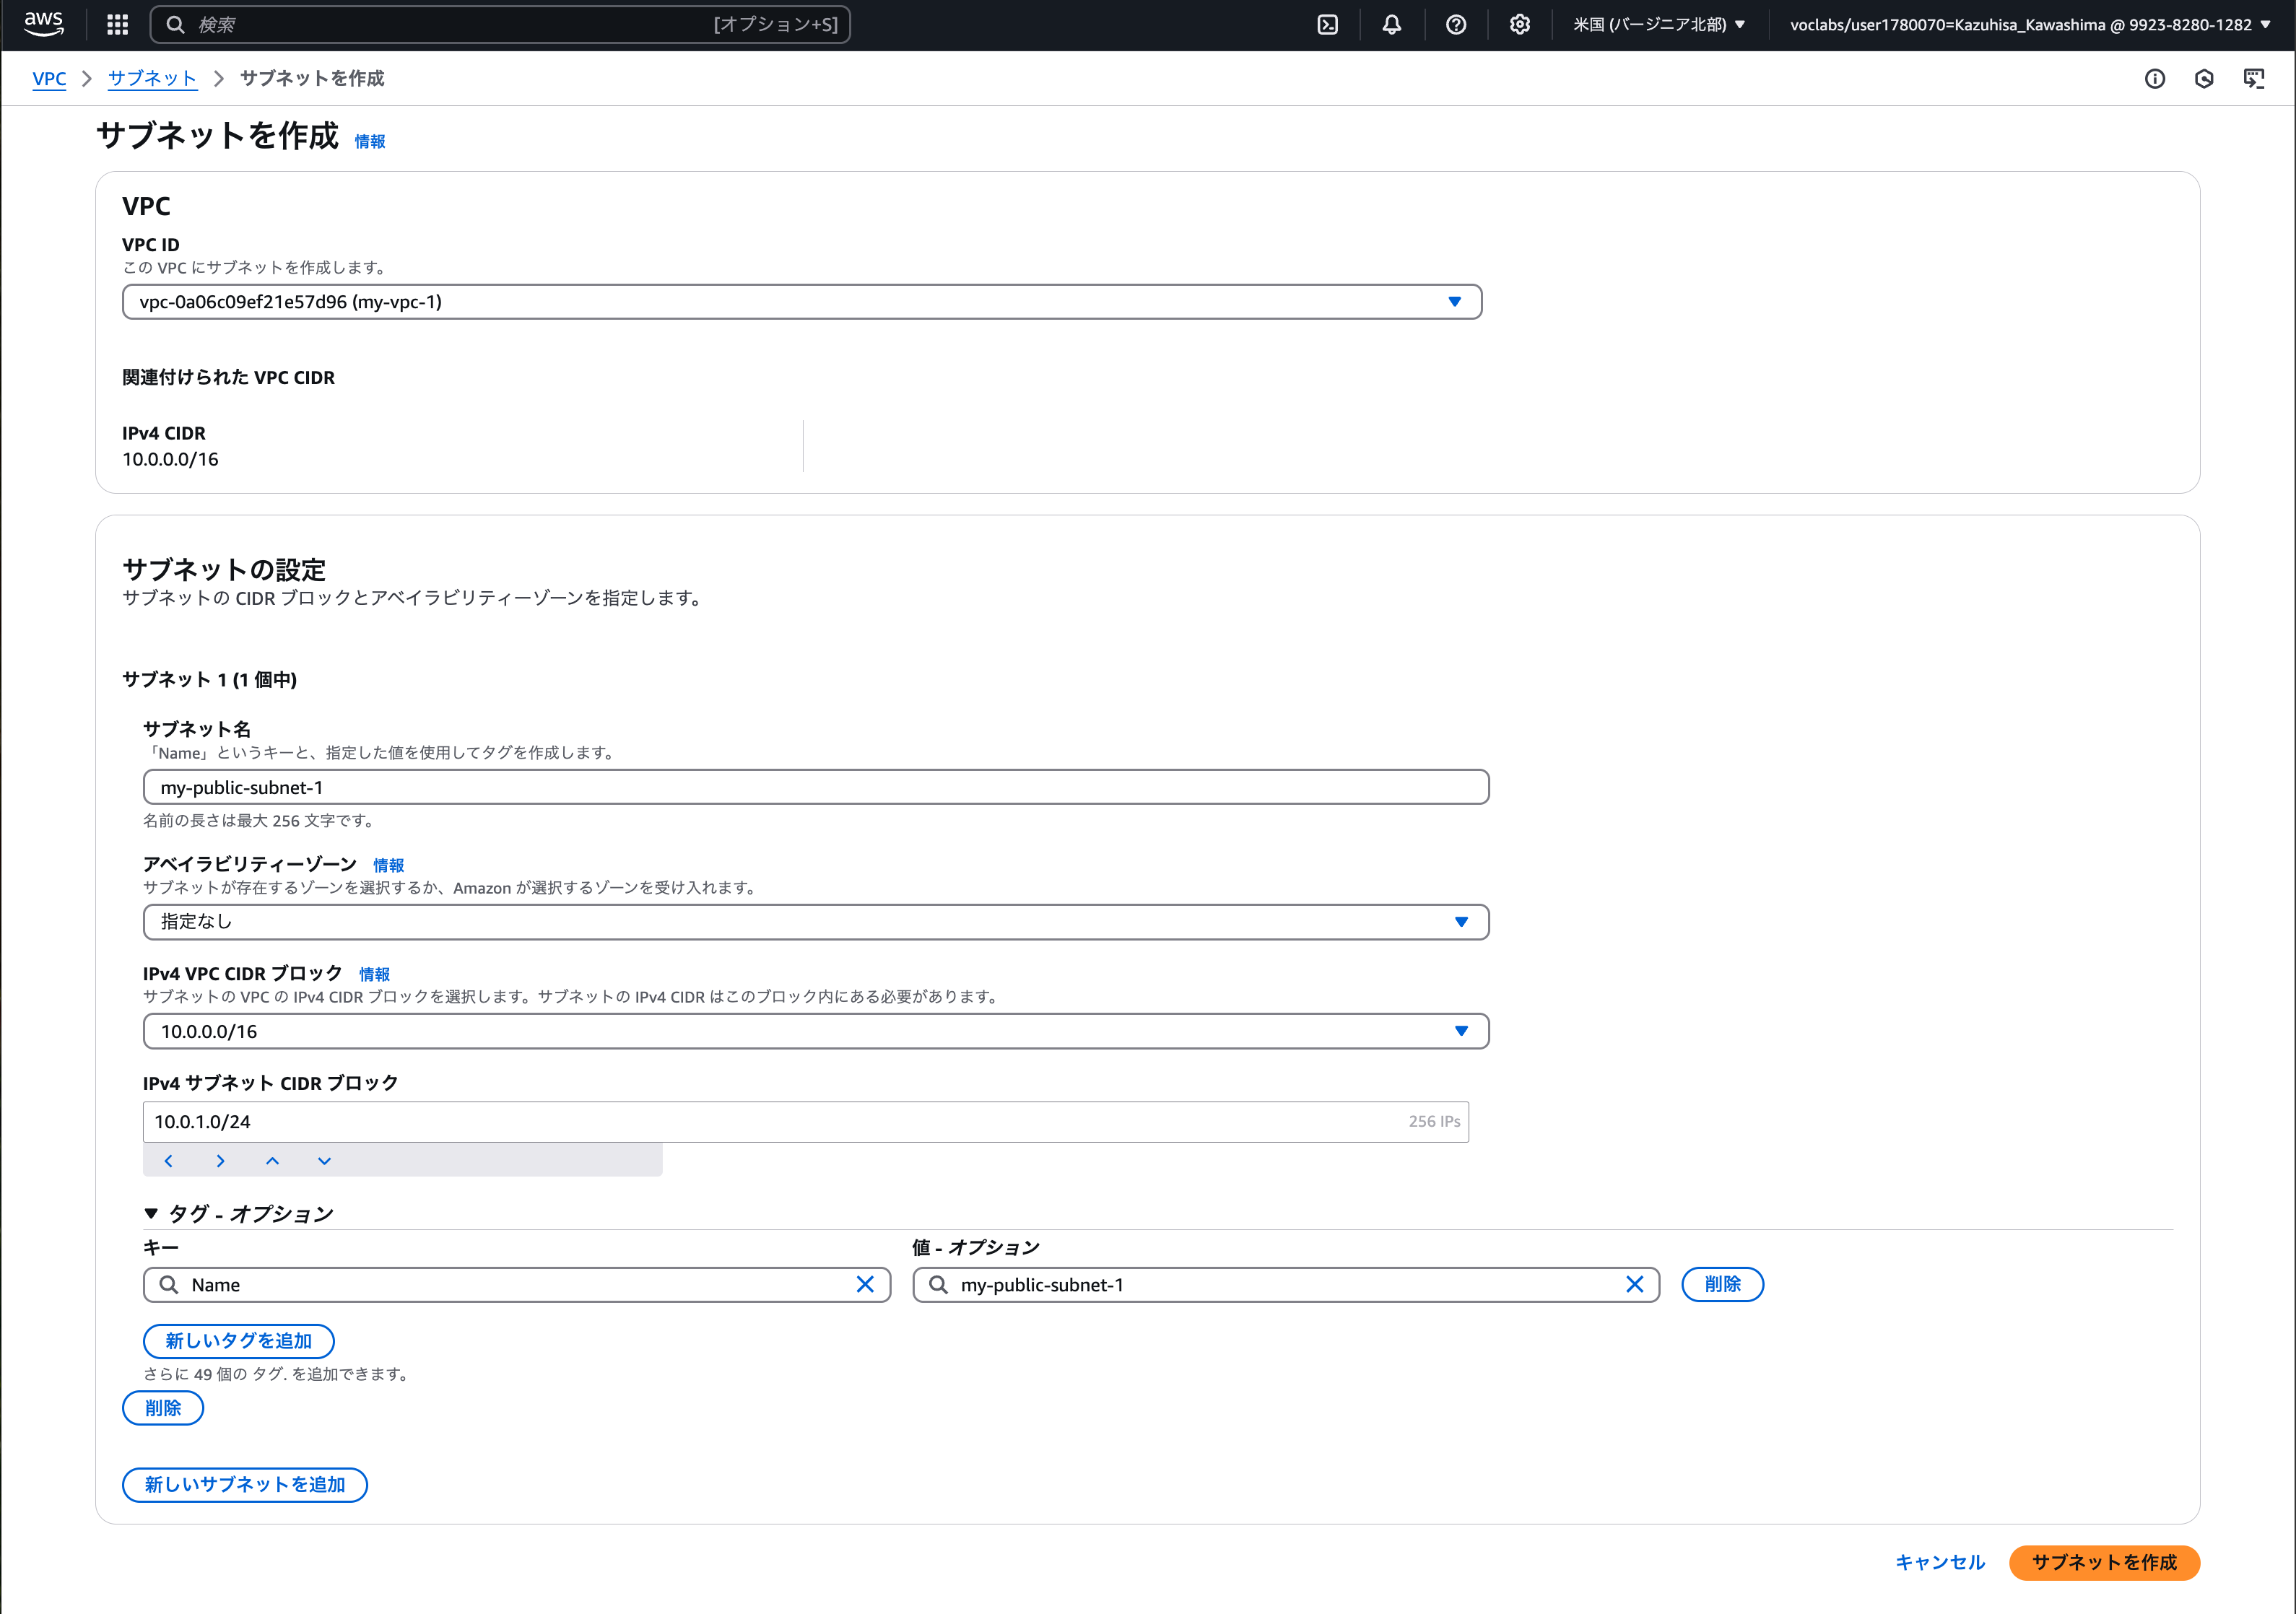 aws
検索 [オプション+S]
米国 (バージニア北部) ▼
voclabs/user1780070=Kazuhisa_Kawashima @ 9923-8280-1282 ▼
VPC > サブネット > サブネットを作成
サブネットを作成 情報
VPC
VPC ID
この VPC にサブネットを作成します。
vpc-0a06c09ef21e57d96 (my-vpc-1)
関連付けられた VPC CIDR
IPv4 CIDR
10.0.0.0/16
サブネットの設定
サブネットの CIDR ブロックとアベイラビリティーゾーンを指定します。
サブネット 1 (1 個中)
サブネット名
「Name」というキーと、指定した値を使用してタグを作成します。
my-public-subnet-1
名前の長さは最大 256 文字です。
アベイラビリティーゾーン 情報
サブネットが存在するゾーンを選択するか、Amazon が選択するゾーンを受け入れます。
指定なし
IPv4 VPC CIDR ブロック 情報
サブネットの VPC の IPv4 CIDR ブロックを選択します。サブネットの IPv4 CIDR はこのブロック内にある必要があります。
10.0.0.0/16
IPv4 サブネット CIDR ブロック
10.0.1.0/24 256 IPs
▼ タグ - オプション
キー 値 - オプション
Name my-public-subnet-1 削除
新しいタグを追加
さらに 49 個の タグ. を追加できます。
削除
新しいサブネットを追加
キャンセル サブネットを作成